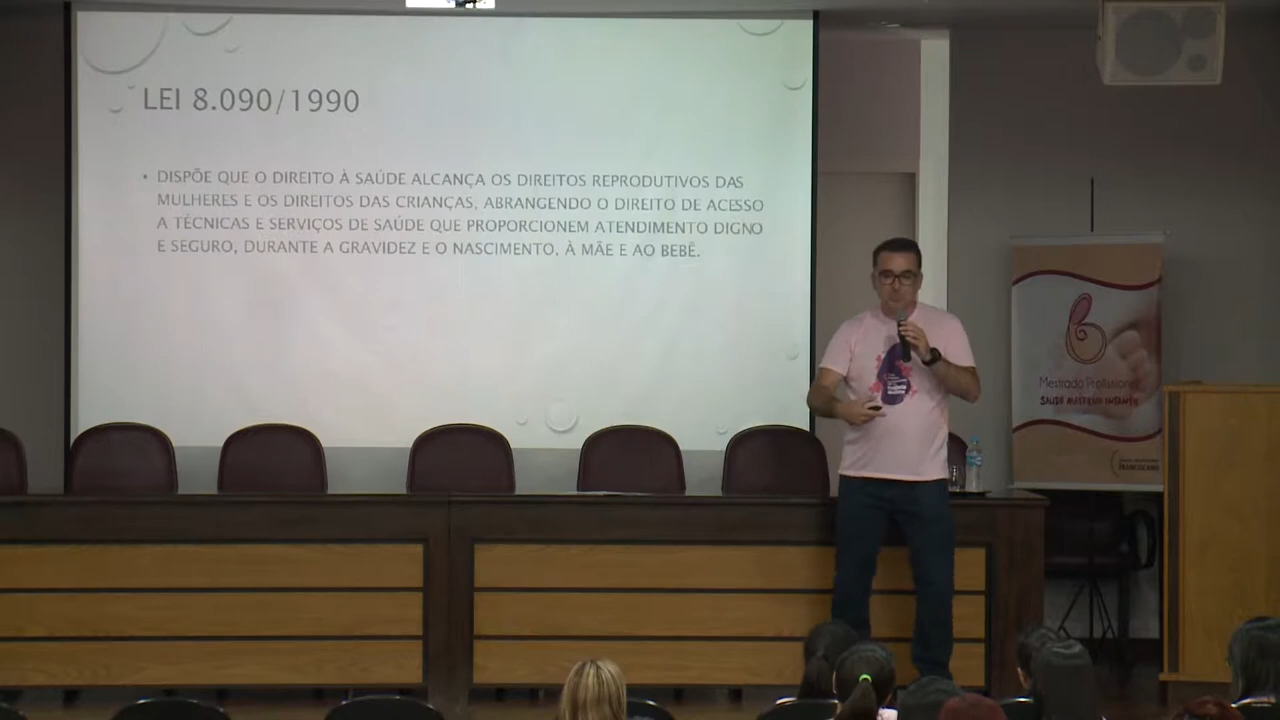 LEI 8.090/1990
• DISPÕE QUE O DIREITO À SAÚDE ALCANÇA OS DIREITOS REPRODUTIVOS DAS
MULHERES E OS DIREITOS DAS CRIANÇAS, ABRANGENDO O DIREITO DE ACESSO
A TÉCNICAS E SERVIÇOS DE SAÚDE QUE PROPORCIONEM ATENDIMENTO DIGNO
E SEGURO, DURANTE A GRAVIDEZ E O NASCIMENTO, À MÃE E AO BEBÊ.
Mestrado Profissional
SAÚDE MATERNO INFANTIL
FRANCISCANO